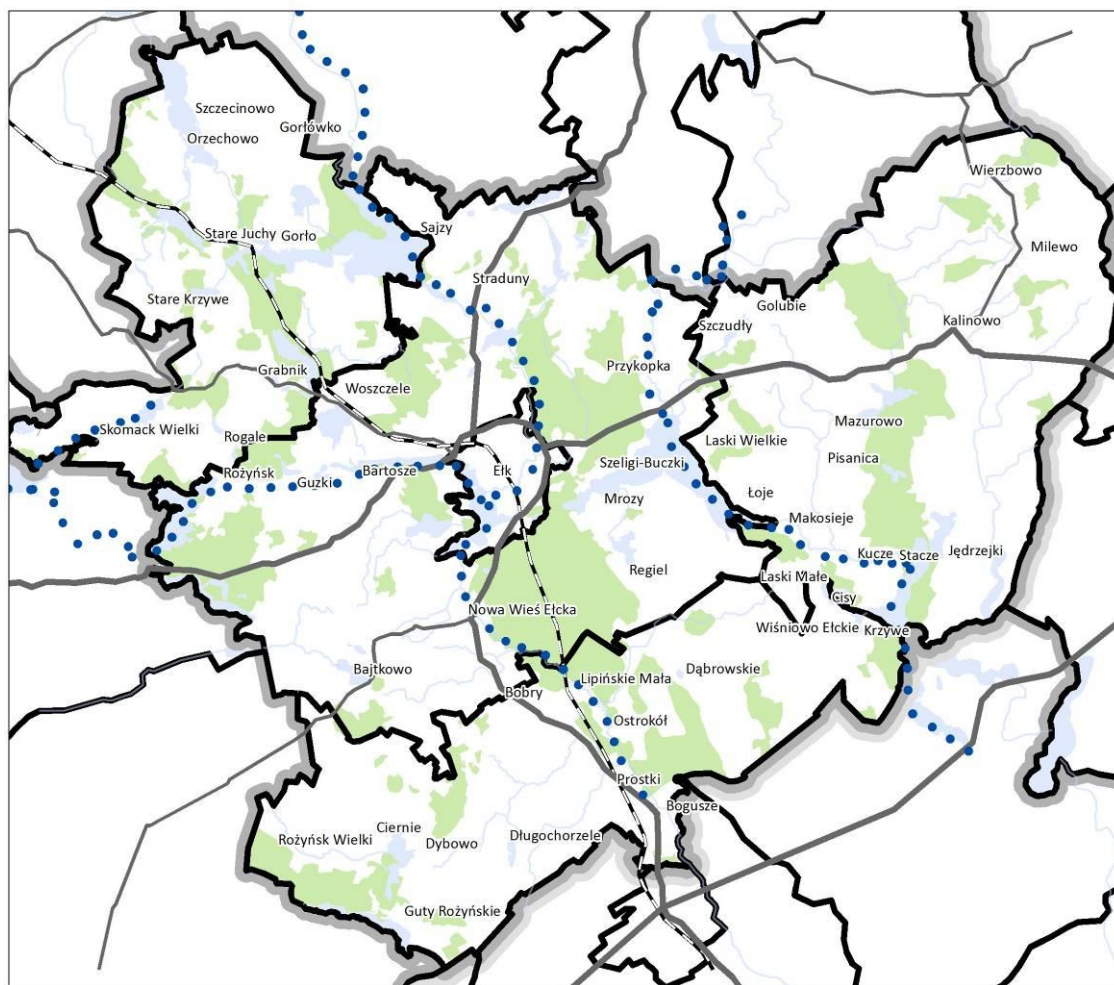 Szczecinowo
Gorłówko
Orzechowo
Wierzbowo
Sajzy
Stare Juchy
Gorło
Milewo
Straduny
Stare Krzywe
Golubie
Szczudły
Kalinowo
Grabnik
Przykopka
Woszczele
Mazurowo
Skomack Wielki
Rogale
Laski Wielkie
Pisanica
Szeligi-Buczki
Rożyńsk
Bartosze
Ełk
Guzki
Mrozy
Łoje
Makosieje
Kucze
Stacze
Jędrzejki
Regiel
Laski Małe
Cisy
Nowa Wieś Ełcka
Wiśniowo Ełckie
Krzywe
Bajtkowo
Lipińskie Mała
Dąbrowskie
Bobry
Ostrokół
Prostki
Bogusze
Ciernie
Rożyńsk Wielki
Dybowo
Długochorzele
Guty Rożyńskie